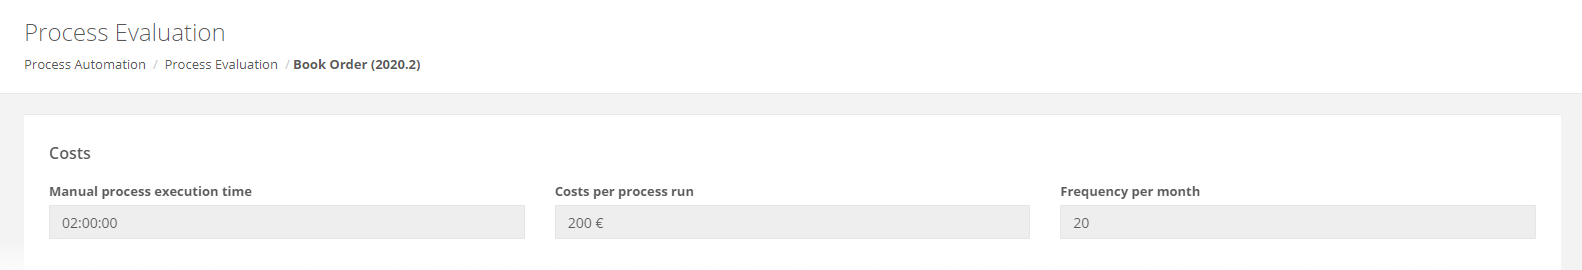 Process Evaluation
Process Automation / Process Evaluation / Book Order (2020.2)
Costs
Manual process execution time Costs per process run Frequency per month
02:00:00 200 € 20